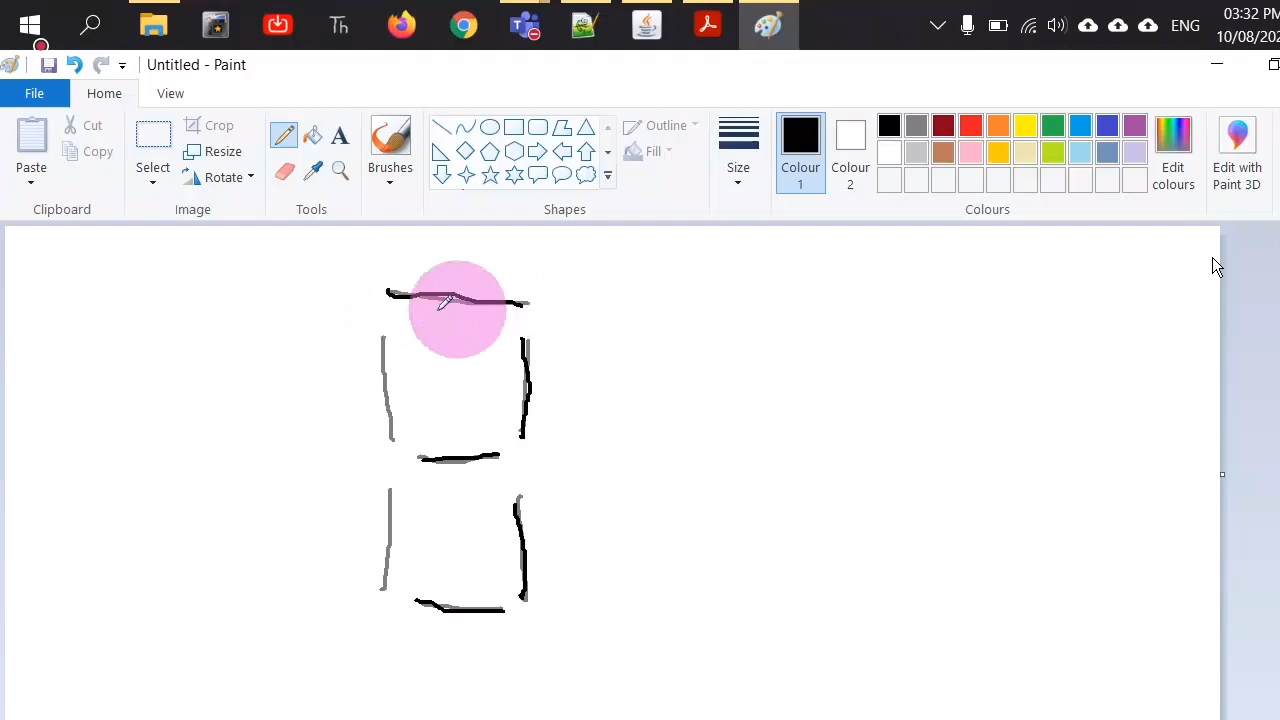 Th
ENG
03:32 PM
10/08/202
Untitled - Paint
File
Home
View
Paste
Cut
Copy
Select
Crop
Resize
Rotate
Brushes
Outline
Fill
Size
Colour 1
Colour 2
Edit colours
Edit with Paint 3D
Clipboard
Image
Tools
Shapes
Colours